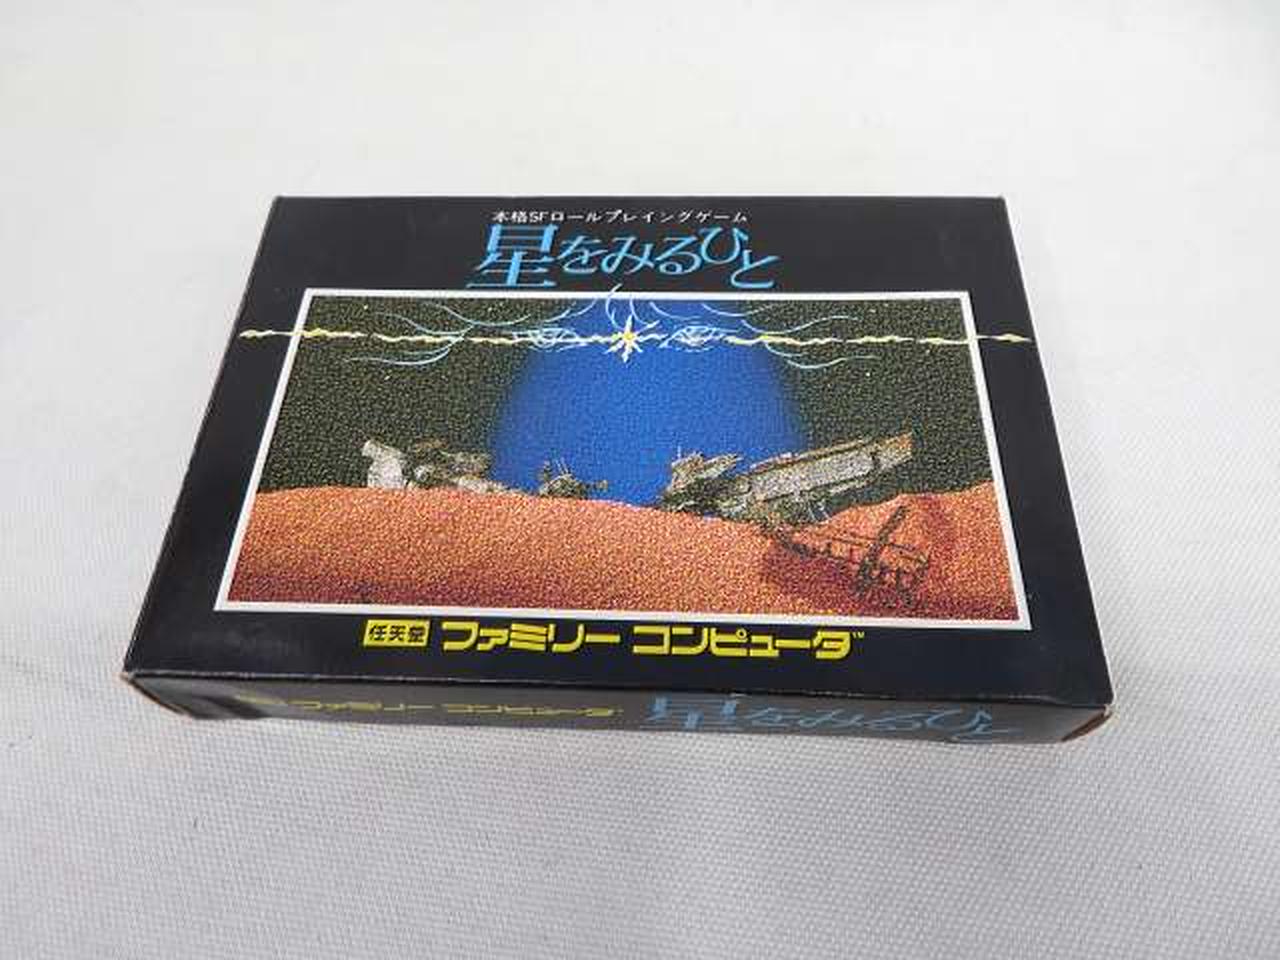 本格SFロールプレイングゲーム
星をみるひと
任天堂 ファミリー コンピュータ™
ファミリー コンピュータ 星をみるひと